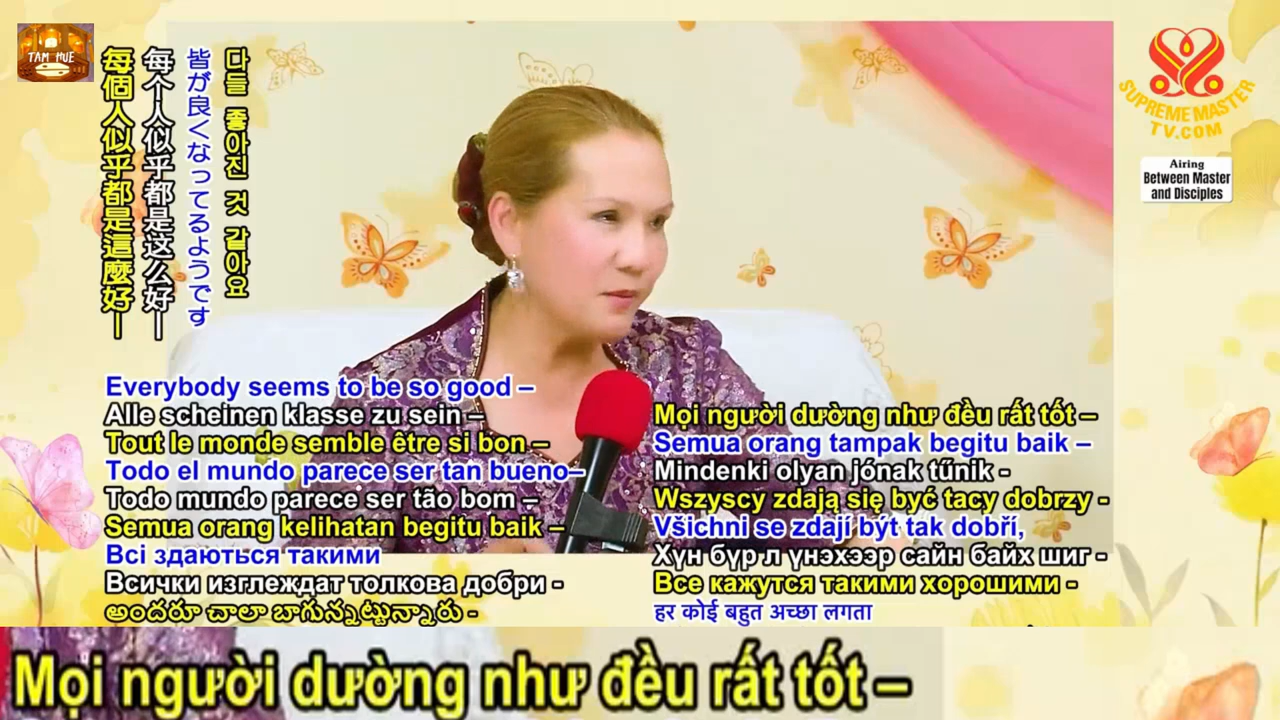 TAM HUE
다들 좋아진 것 같아요
皆が良くなってるようです
每个人似乎都是这么好—
每個人似乎都是這麼好—
SUPREME MASTER
TV.COM
Airing
Between Master
and Disciples
Everybody seems to be so good –
Alle scheinen klasse zu sein –
Tout le monde semble être si bon –
Todo el mundo parece ser tan bueno–
Todo mundo parece ser tão bom –
Semua orang kelihatan begitu baik –
Всі здаються такими
Всички изглеждат толкова добри -
అందరూ చాలా బాగున్నట్టున్నారు -
Mọi người dường như đều rất tốt –
Semua orang tampak begitu baik –
Mindenki olyan jónak tűnik -
Wszyscy zdają się być tacy dobrzy -
Všichni se zdají být tak dobří,
Хүн бүр л үнэхээр сайн байх шиг -
Все кажутся такими хорошими -
हर कोई बहुत अच्छा लगता
Mọi người dường như đều rất tốt –